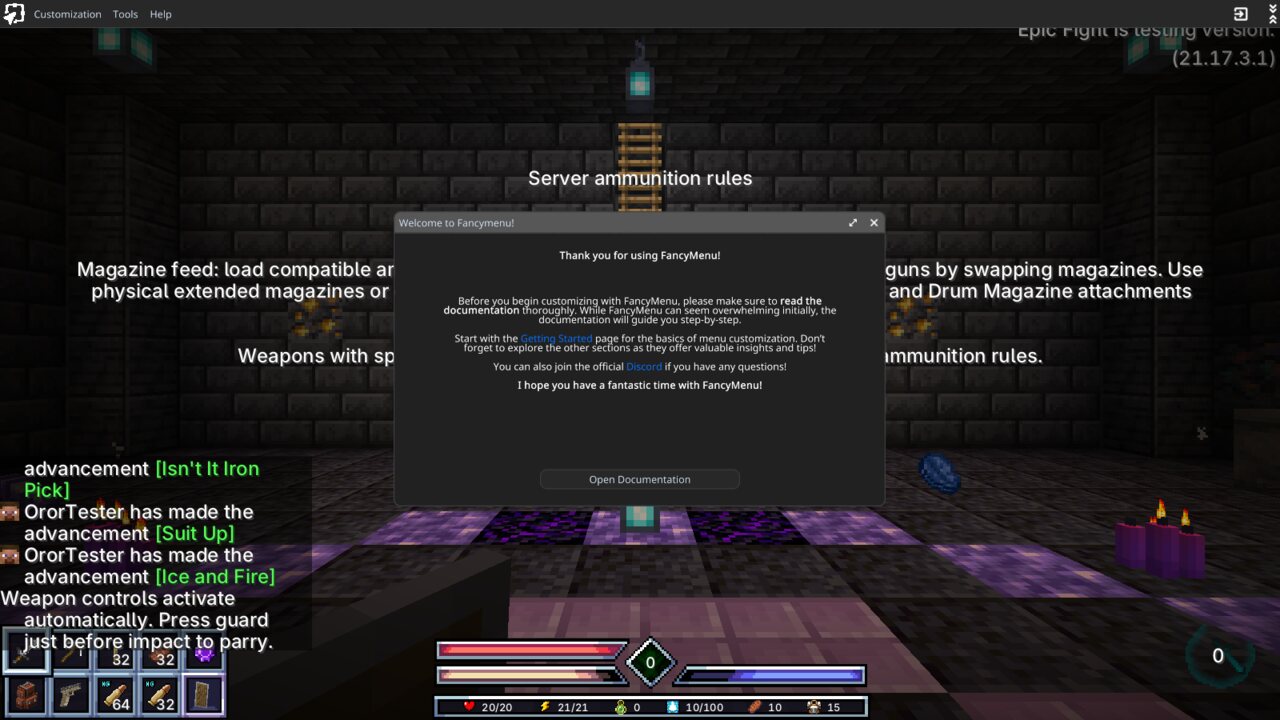 Customization Tools Help
Epic Fight is testing version.
(21.17.3.1)
Server ammunition rules
Welcome to Fancymenu!
Thank you for using FancyMenu!
Magazine feed: load compatible
guns by swapping magazines. Use
physical extended magazines or
and Drum Magazine attachments
Before you begin customizing with FancyMenu, please make sure to read the
documentation thoroughly. While FancyMenu can seem overwhelming initially, the
documentation will guide you step-by-step.
Start with the Getting Started page for the basics of menu customization. Don't
forget to explore the other sections as they offer valuable insights and tips!
Weapons with
ammunition rules.
You can also join the official Discord if you have any questions!
I hope you have a fantastic time with FancyMenu!
Open Documentation
advancement [Isn't It Iron
Pick]
OrorTester has made the
advancement [Suit Up]
OrorTester has made the
advancement [Ice and Fire]
Weapon controls activate
automatically. Press guard
just before impact to parry.
32 32
64 32
0
0
20/20 21/21 0 10/100 10 15